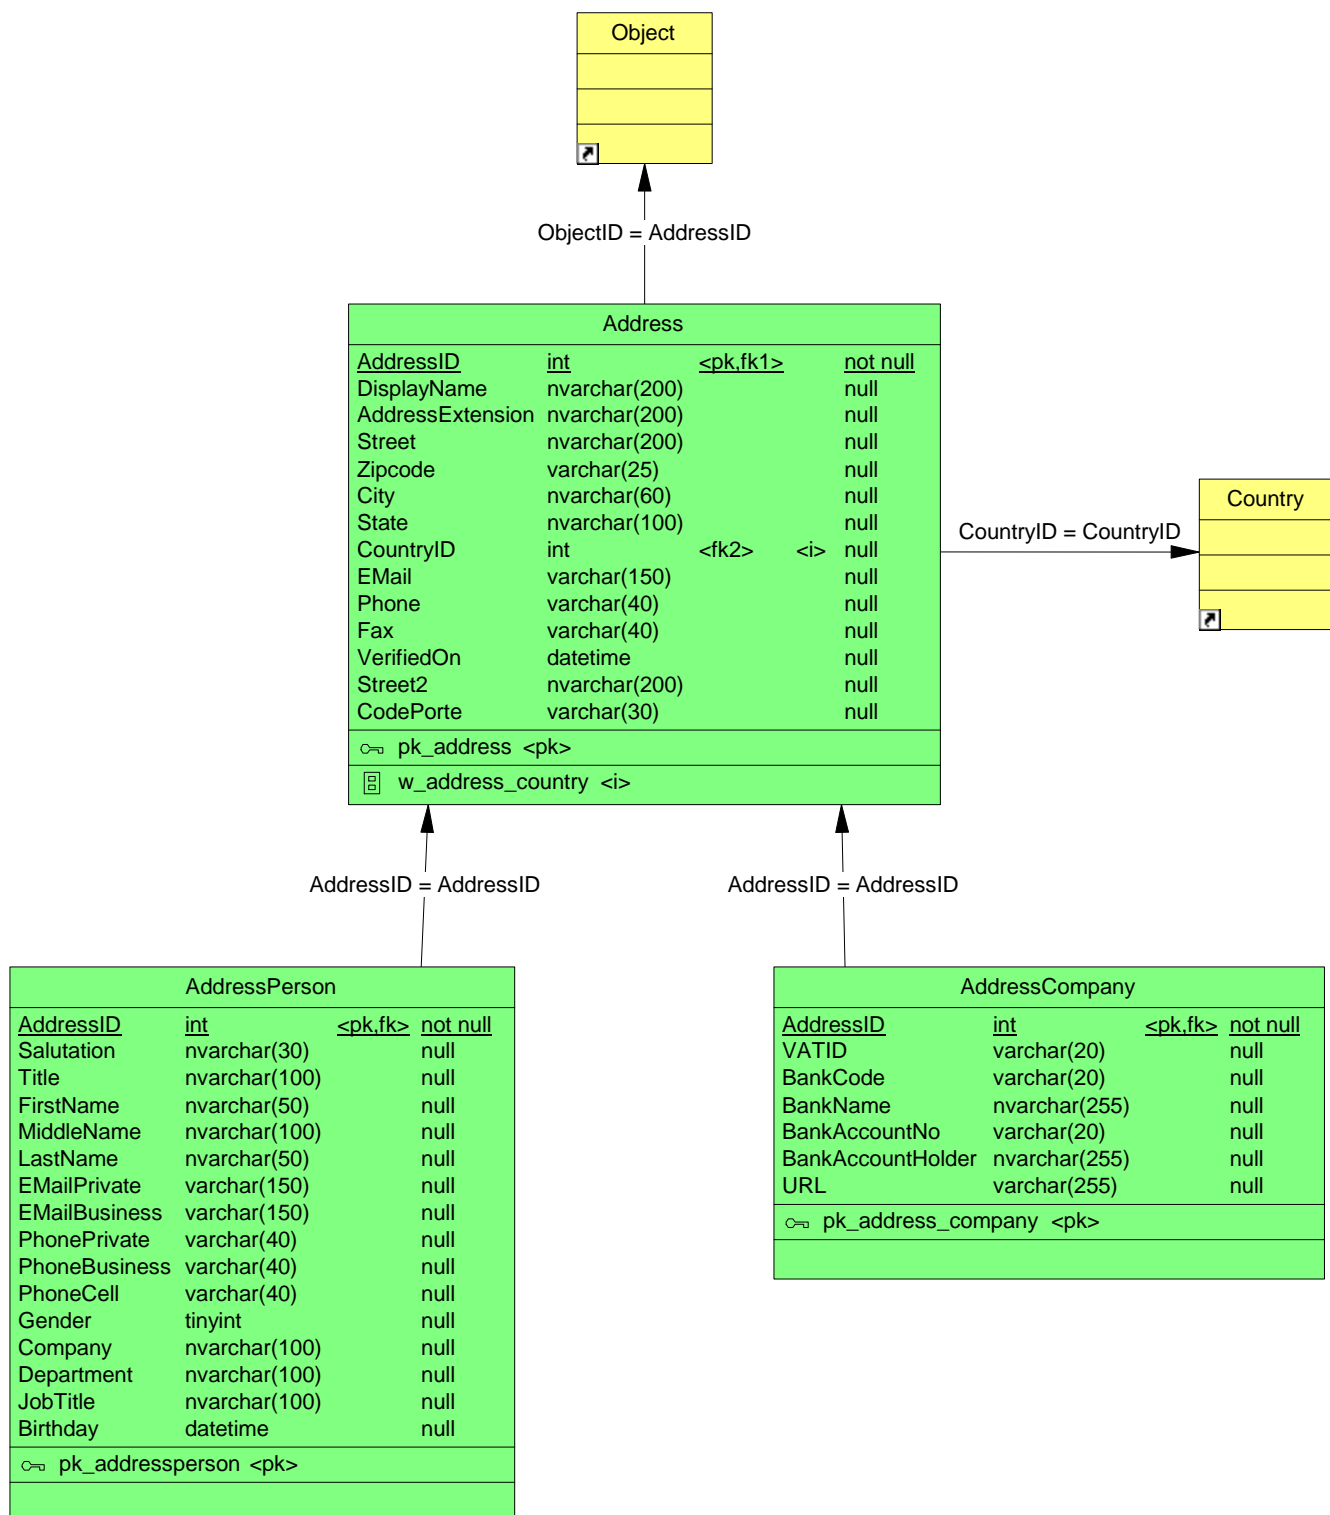 Object
ObjectID = AddressID
Address
AddressID int <pk,fk1> not null
DisplayName nvarchar(200) null
AddressExtension nvarchar(200) null
Street nvarchar(200) null
Zipcode varchar(25) null
City nvarchar(60) null
State nvarchar(100) null
CountryID int <fk2> <i> null
EMail varchar(150) null
Phone varchar(40) null
Fax varchar(40) null
VerifiedOn datetime null
Street2 nvarchar(200) null
CodePorte varchar(30) null
pk_address <pk>
w_address_country <i>
CountryID = CountryID
Country
AddressID = AddressID
AddressID = AddressID
AddressPerson
AddressID int <pk,fk> not null
Salutation nvarchar(30) null
Title nvarchar(100) null
FirstName nvarchar(50) null
MiddleName nvarchar(100) null
LastName nvarchar(50) null
EMailPrivate varchar(150) null
EMailBusiness varchar(150) null
PhonePrivate varchar(40) null
PhoneBusiness varchar(40) null
PhoneCell varchar(40) null
Gender tinyint null
Company nvarchar(100) null
Department nvarchar(100) null
JobTitle nvarchar(100) null
Birthday datetime null
pk_addressperson <pk>
AddressCompany
AddressID int <pk,fk> not null
VATID varchar(20) null
BankCode varchar(20) null
BankName nvarchar(255) null
BankAccountNo varchar(20) null
BankAccountHolder nvarchar(255) null
URL varchar(255) null
pk_address_company <pk>